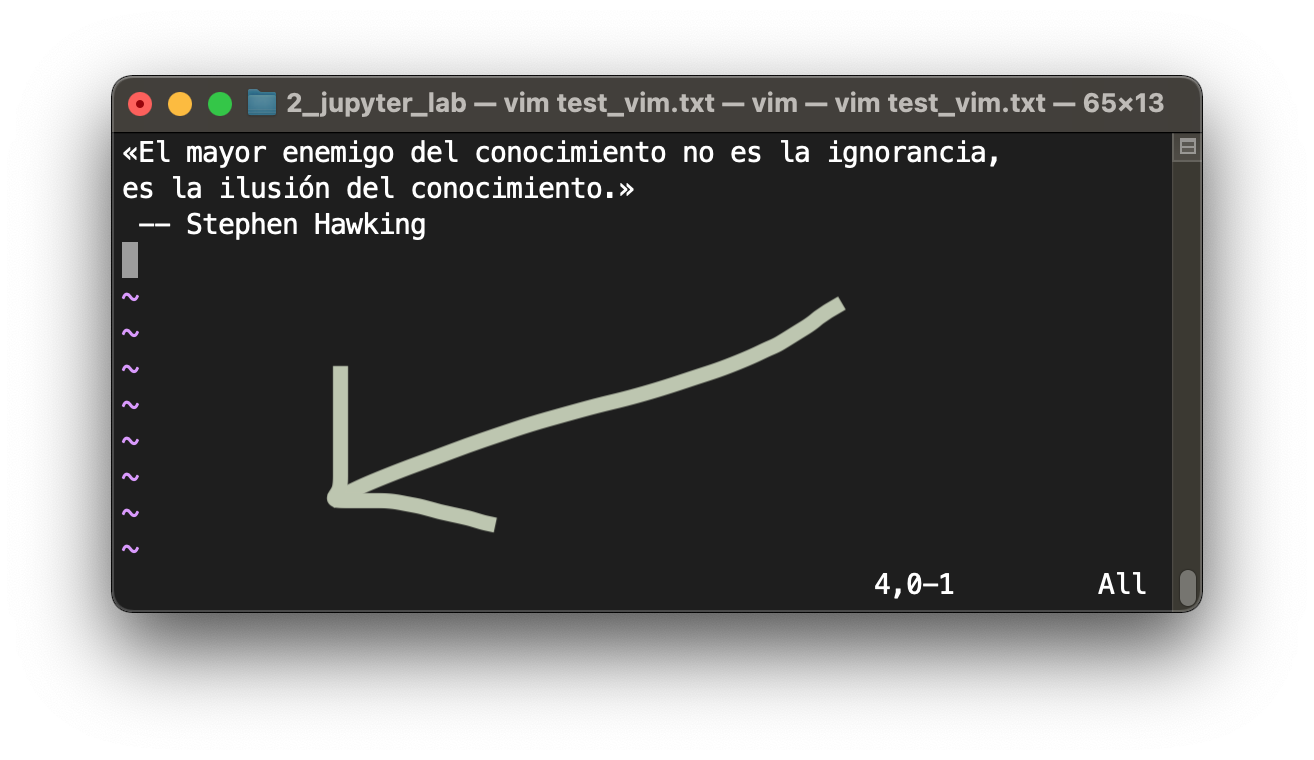 2_jupyter_lab — vim test_vim.txt — vim — vim test_vim.txt — 65×13
«El mayor enemigo del conocimiento no es la ignorancia,
es la ilusión del conocimiento.»
 -- Stephen Hawking
~
~
~
~
~
~
~
~
4,0-1 All